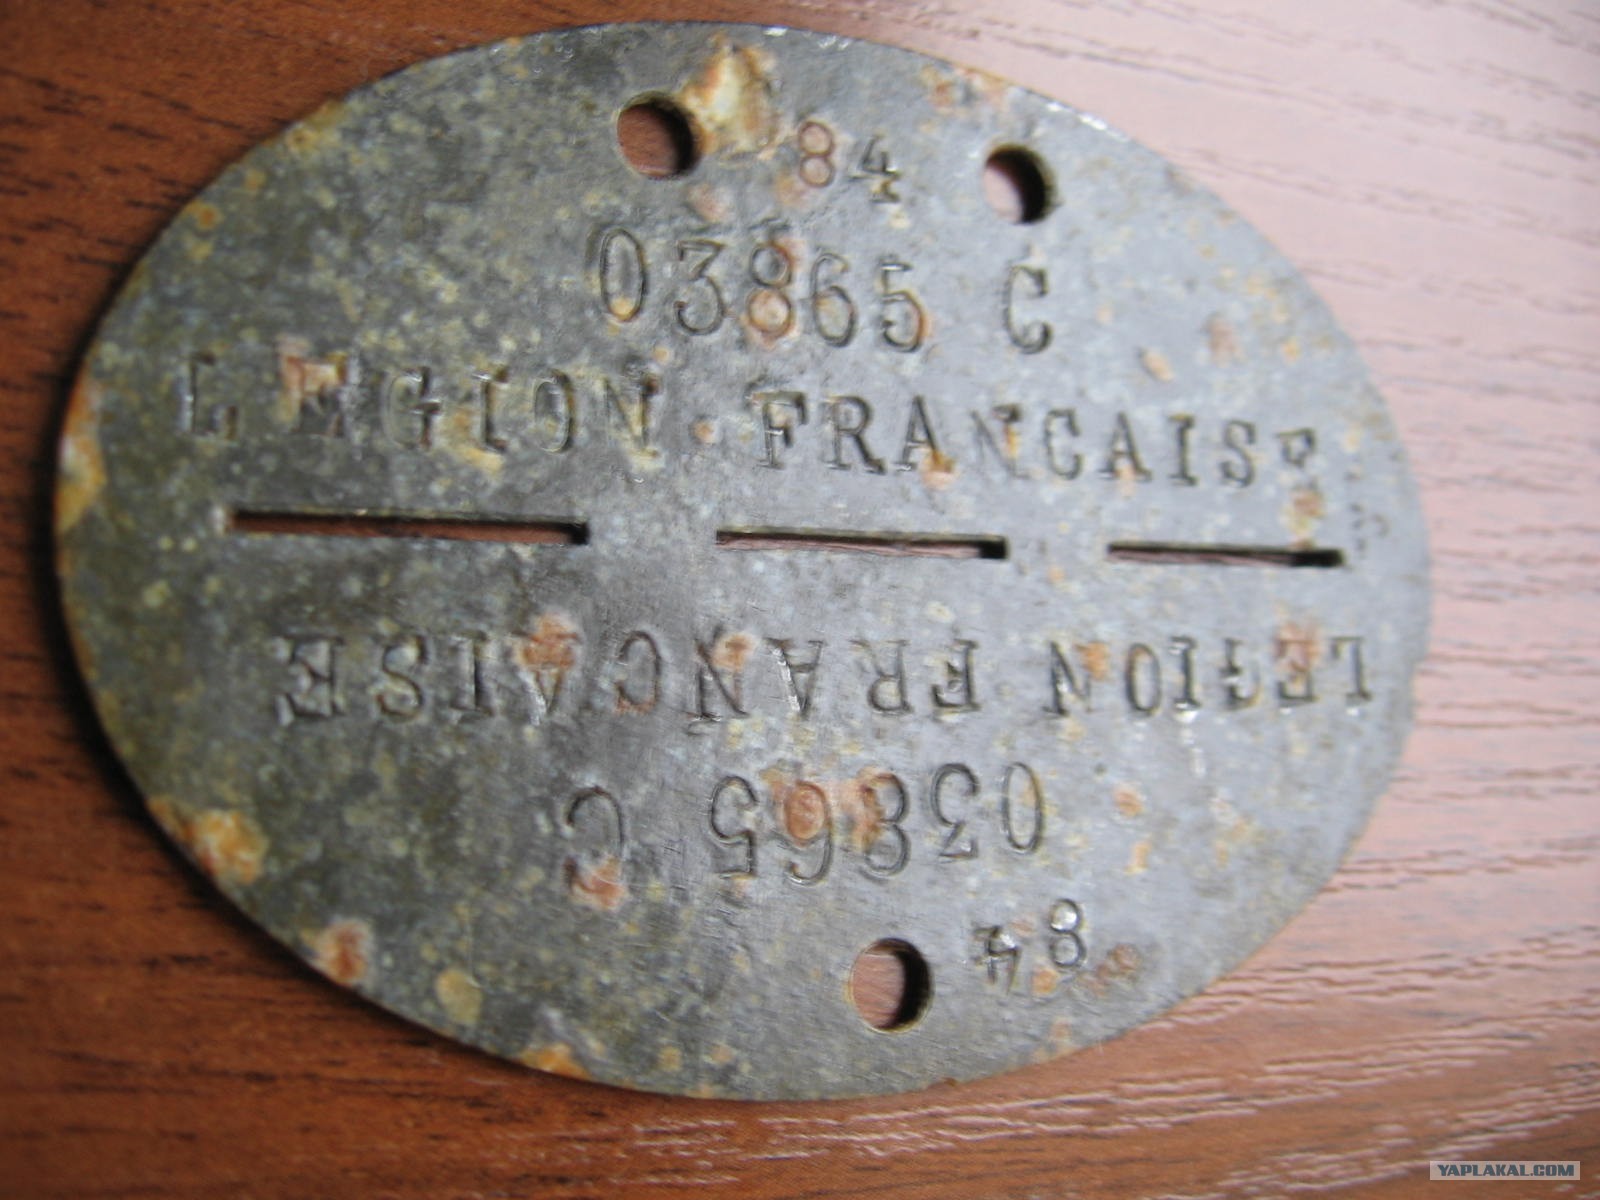 84
03865 C
LEGION FRANCAISE
LEGION FRANCAISE
03865 C
84
YAPLAKAL.COM